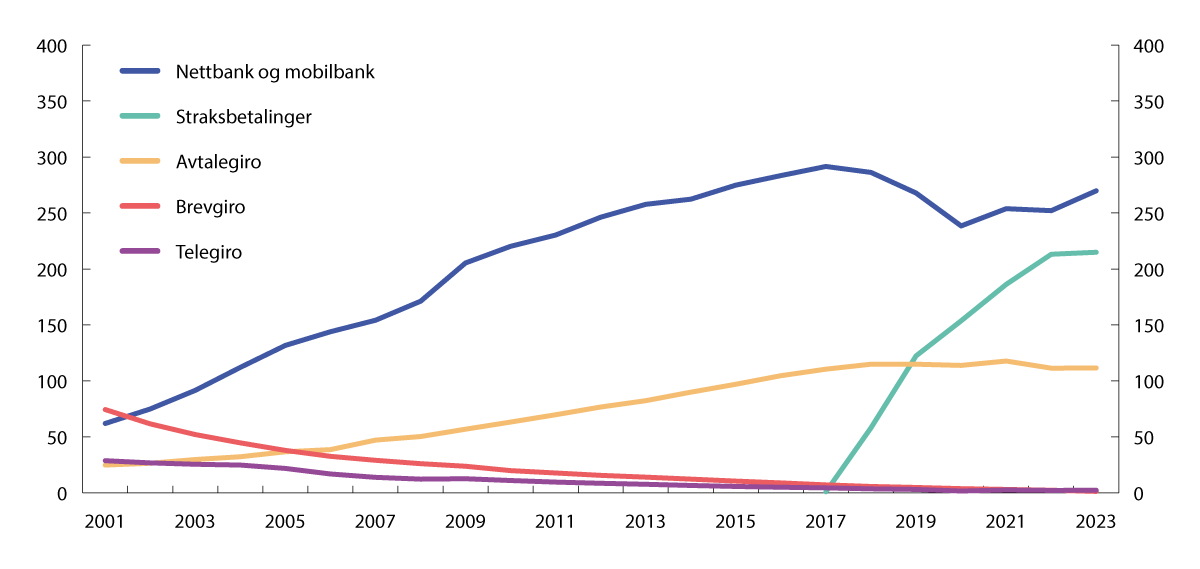 400 400
350 350
300 300
250 250
200 200
150 150
100 100
50 50
0 0
Nettbank og mobilbank
Straksbetalinger
Avtalegiro
Brevgiro
Telegiro
2001 2003 2005 2007 2009 2011 2013 2015 2017 2019 2021 2023